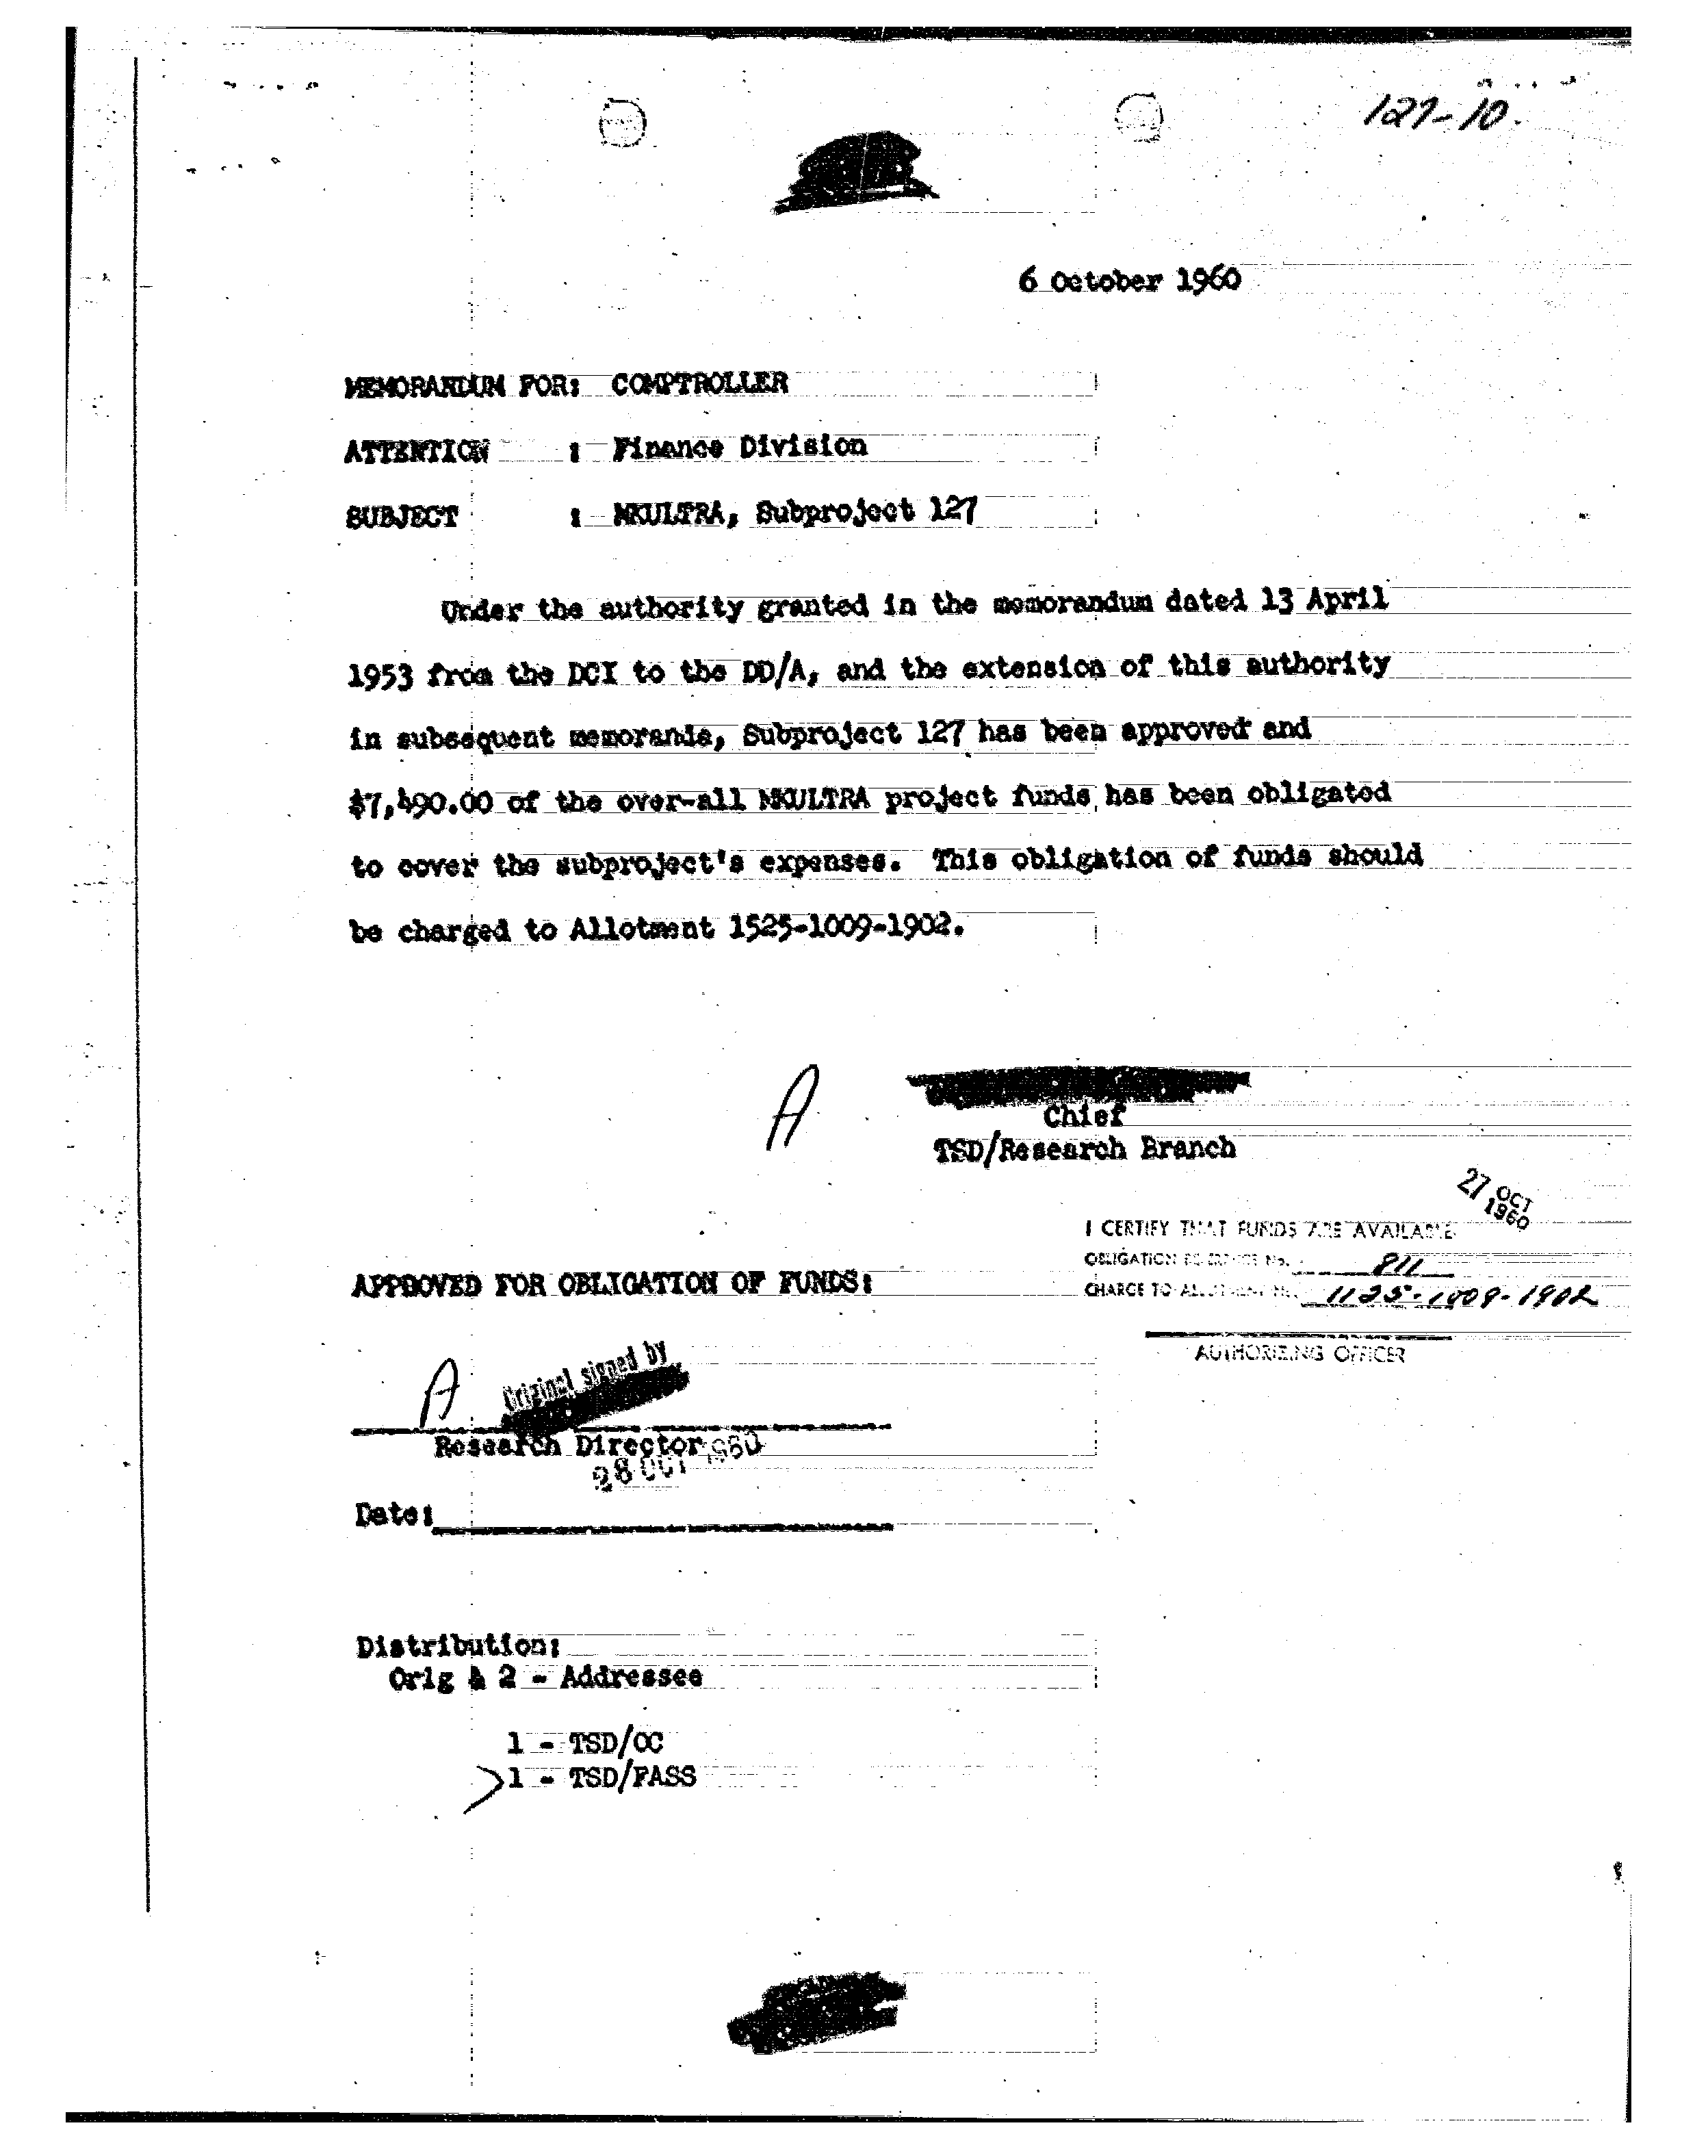 127-10.
6 October 1960
MEMORANDUM FOR: COMPTROLLER
ATTENTION : Finance Division
SUBJECT : MKULTRA, Subproject 127
Under the authority granted in the memorandum dated 13 April
1953 from the DCI to the DD/A, and the extension of this authority
in subsequent memoranda, Subproject 127 has been approved and
$7,490.00 of the over-all MKULTRA project funds has been obligated
to cover the subproject's expenses. This obligation of funds should
be charged to Allotment 1525-1009-1902.
A
Chief
TSD/Research Branch
27 OCT
1960
I CERTIFY THAT FUNDS ARE AVAILABLE
OBLIGATION REFERENCE No. 811
CHARGE TO ALLOTMENT No. 1125-1009-1902
APPROVED FOR OBLIGATION OF FUNDS:
AUTHORIZING OFFICER
A Original signed by
Research Director
28 OCT 1960
Date:
Distribution:
Orig & 2 - Addressee
1 - TSD/OC
1 - TSD/FASS